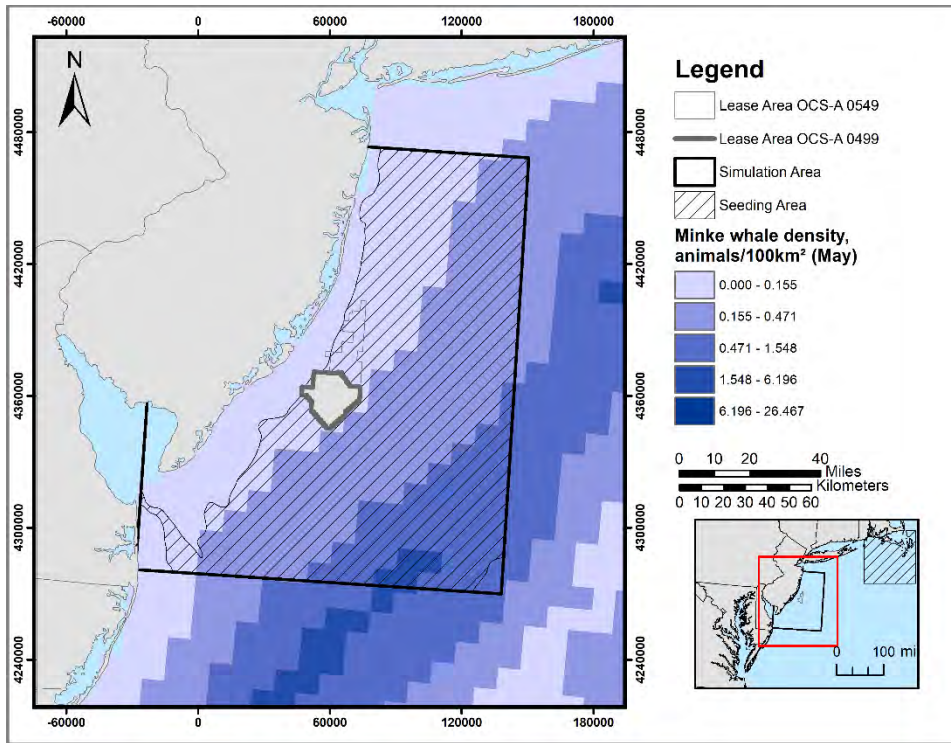 -60000 0 60000 120000 180000
N
4480000 4480000
4420000 4420000
4360000 4360000
4300000 4300000
4240000 4240000
-60000 0 60000 120000 180000
Legend
Lease Area OCS-A 0549
Lease Area OCS-A 0499
Simulation Area
Seeding Area
Minke whale density,
animals/100km² (May)
0.000 - 0.155
0.155 - 0.471
0.471 - 1.548
1.548 - 6.196
6.196 - 26.467
0 10 20 40
Miles
Kilometers
0 10 20 30 40 50 60
0 100 mi